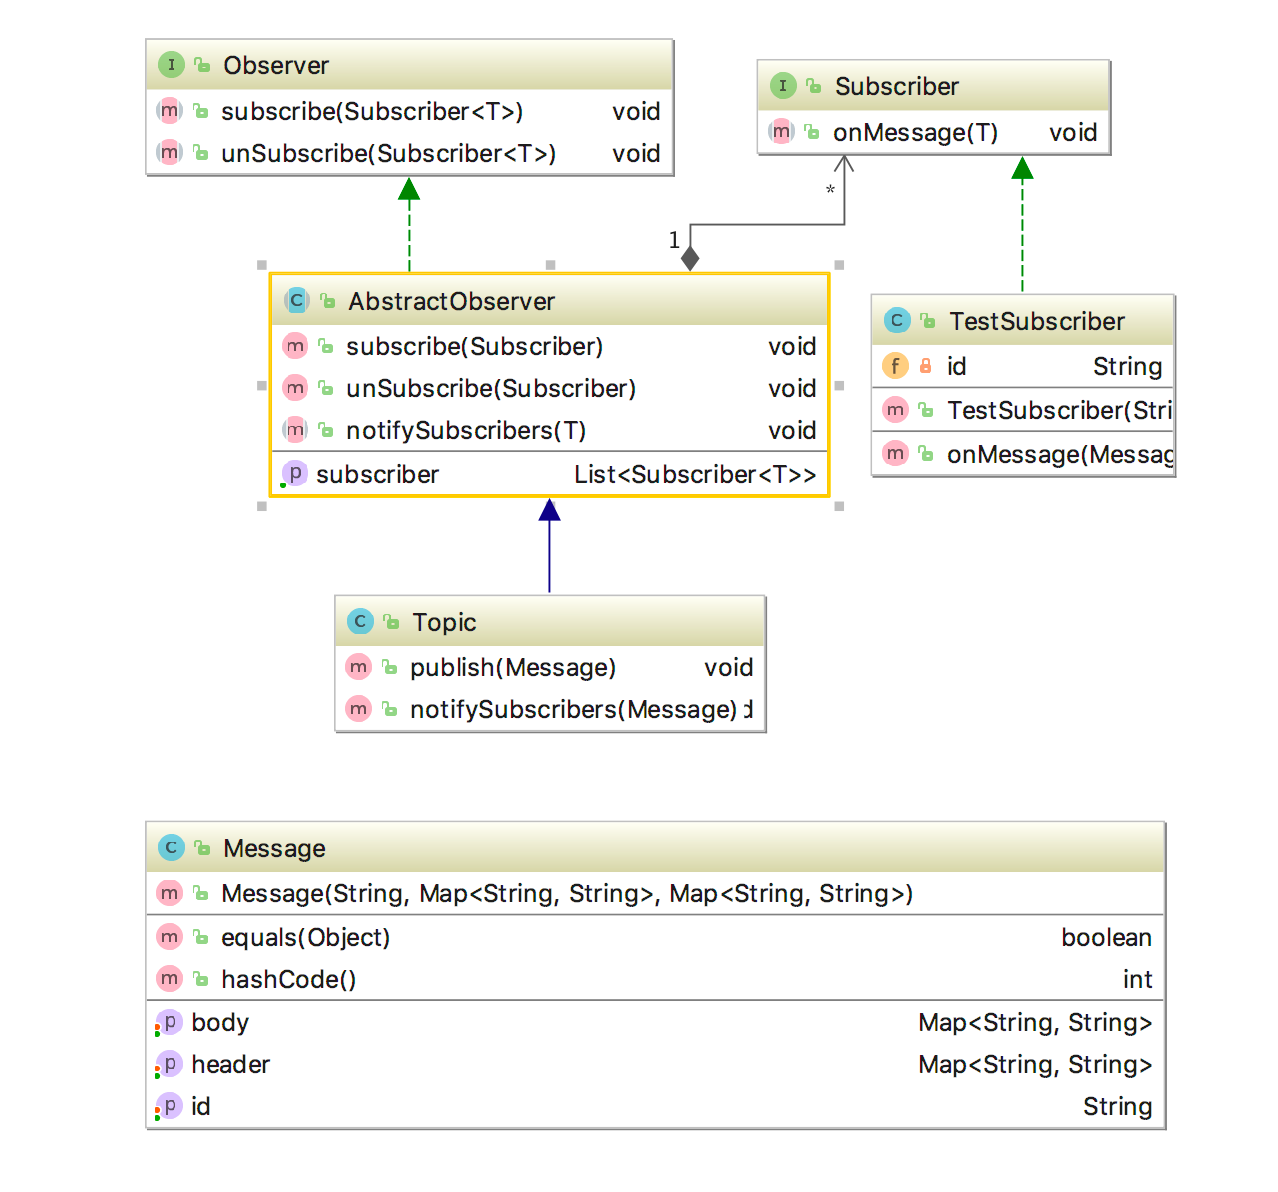 Observer
subscribe(Subscriber<T>) void
unSubscribe(Subscriber<T>) void
Subscriber
onMessage(T) void
*
1
AbstractObserver
subscribe(Subscriber) void
unSubscribe(Subscriber) void
notifySubscribers(T) void
subscriber List<Subscriber<T>>
TestSubscriber
id String
TestSubscriber(Stri
onMessage(Messag
Topic
publish(Message) void
notifySubscribers(Message) d
Message
Message(String, Map<String, String>, Map<String, String>)
equals(Object) boolean
hashCode() int
body Map<String, String>
header Map<String, String>
id String